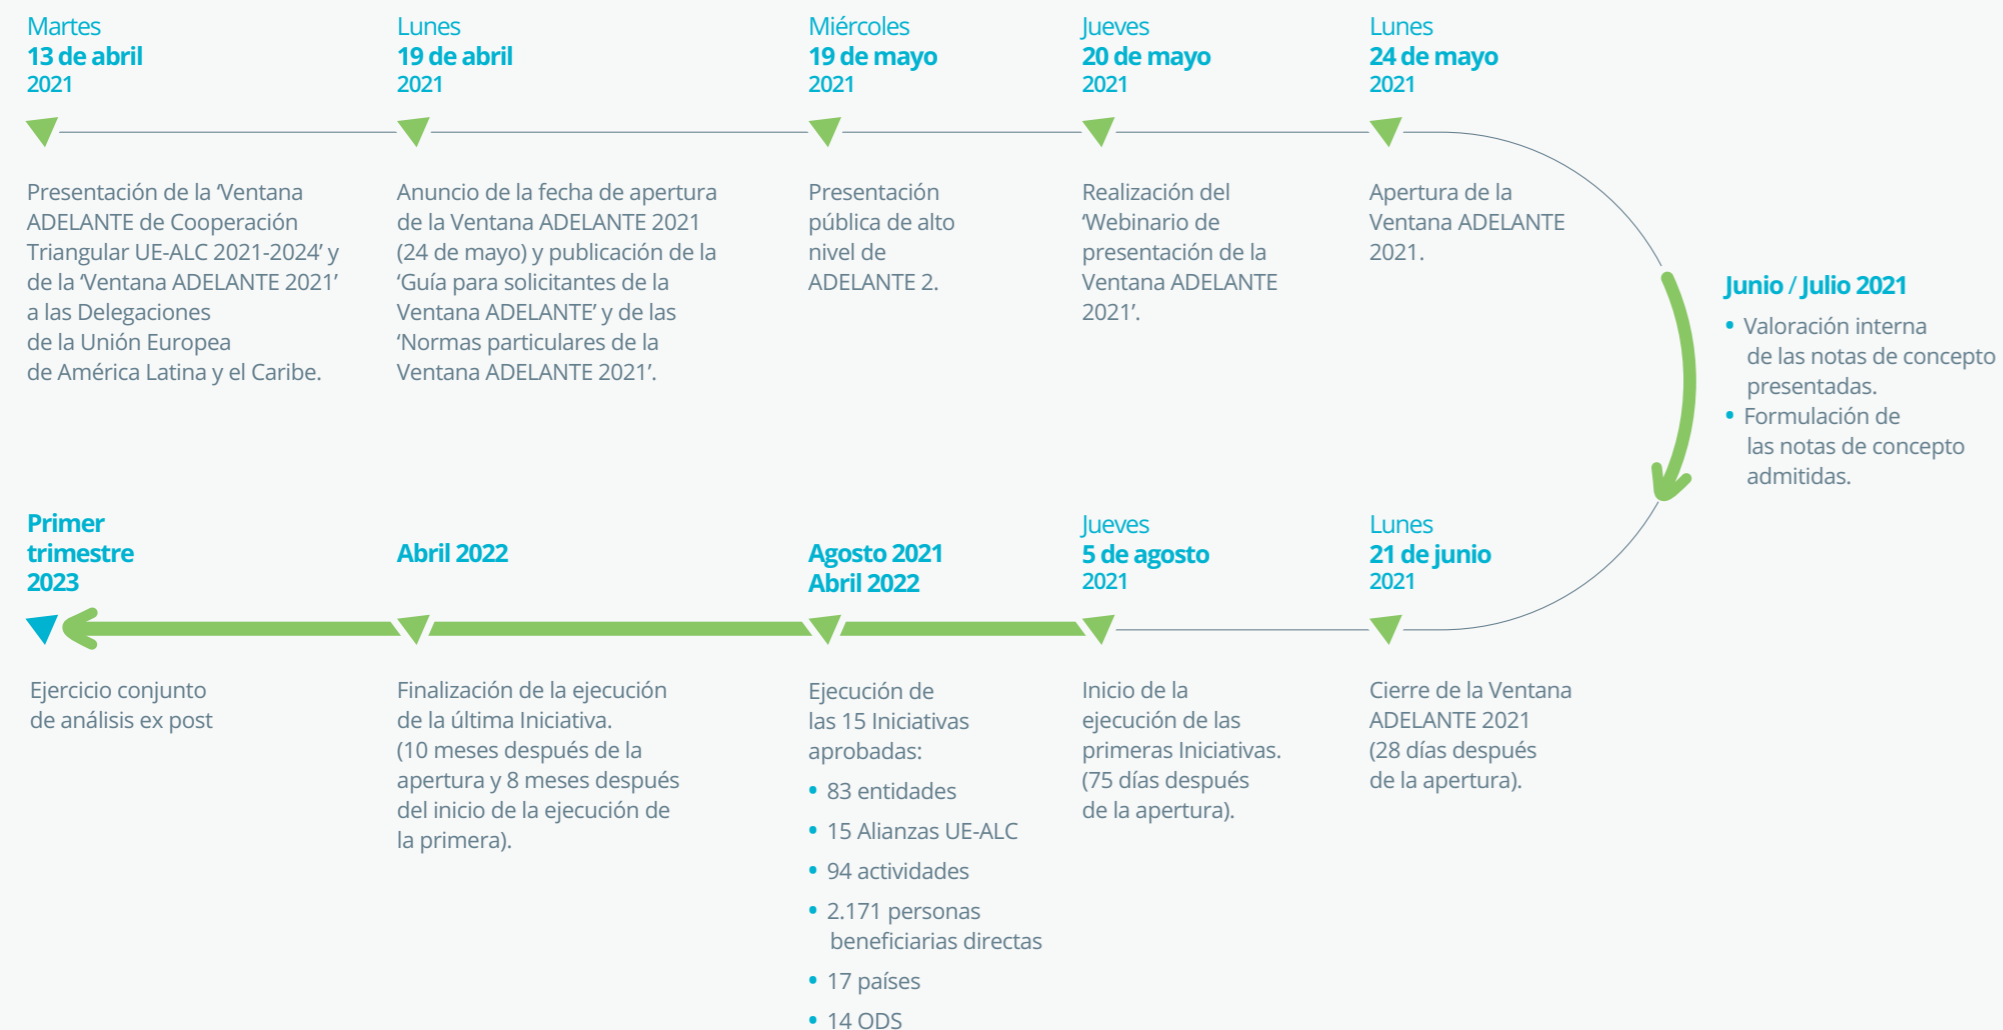 Martes
13 de abril
2021
Presentación de la ‘Ventana
ADELANTE de Cooperación
Triangular UE-ALC 2021-2024’ y
de la ‘Ventana ADELANTE 2021’
a las Delegaciones
de la Unión Europea
de América Latina y el Caribe.
Lunes
19 de abril
2021
Anuncio de la fecha de apertura
de la Ventana ADELANTE 2021
(24 de mayo) y publicación de la
‘Guía para solicitantes de la
Ventana ADELANTE’ y de las
‘Normas particulares de la
Ventana ADELANTE 2021’.
Miércoles
19 de mayo
2021
Presentación
pública de alto
nivel de
ADELANTE 2.
Jueves
20 de mayo
2021
Realización del
‘Webinario de
presentación de la
Ventana ADELANTE
2021’.
Lunes
24 de mayo
2021
Apertura de la
Ventana ADELANTE
2021.
Junio / Julio 2021
• Valoración interna
de las notas de concepto
presentadas.
• Formulación de
las notas de concepto
admitidas.
Lunes
21 de junio
2021
Cierre de la Ventana
ADELANTE 2021
(28 días después
de la apertura).
Jueves
5 de agosto
2021
Inicio de la
ejecución de las
primeras Iniciativas.
(75 días después
de la apertura).
Agosto 2021
Abril 2022
Ejecución de
las 15 Iniciativas
aprobadas:
• 83 entidades
• 15 Alianzas UE-ALC
• 94 actividades
• 2.171 personas
beneficiarias directas
• 17 países
• 14 ODS
Abril 2022
Finalización de la ejecución
de la última Iniciativa.
(10 meses después de la
apertura y 8 meses después
del inicio de la ejecución de
la primera).
Primer
trimestre
2023
Ejercicio conjunto
de análisis ex post